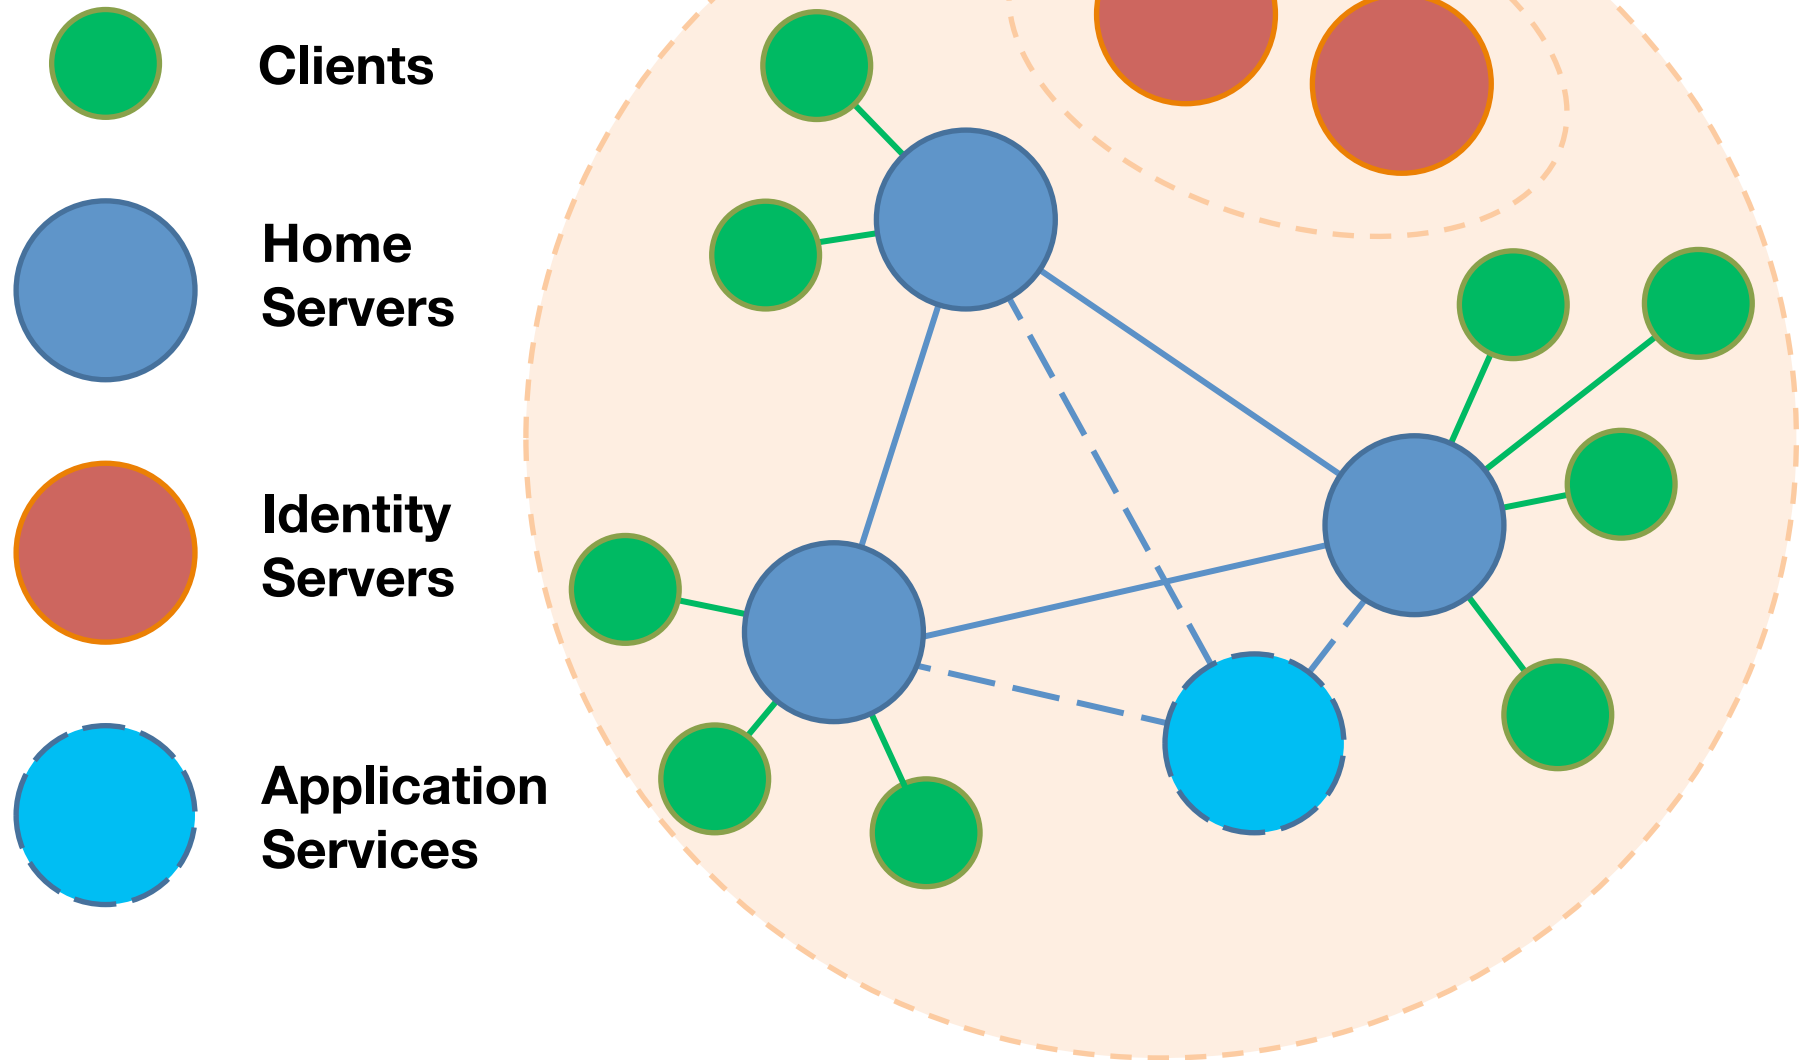 Clients
Home
Servers
Identity
Servers
Application
Services